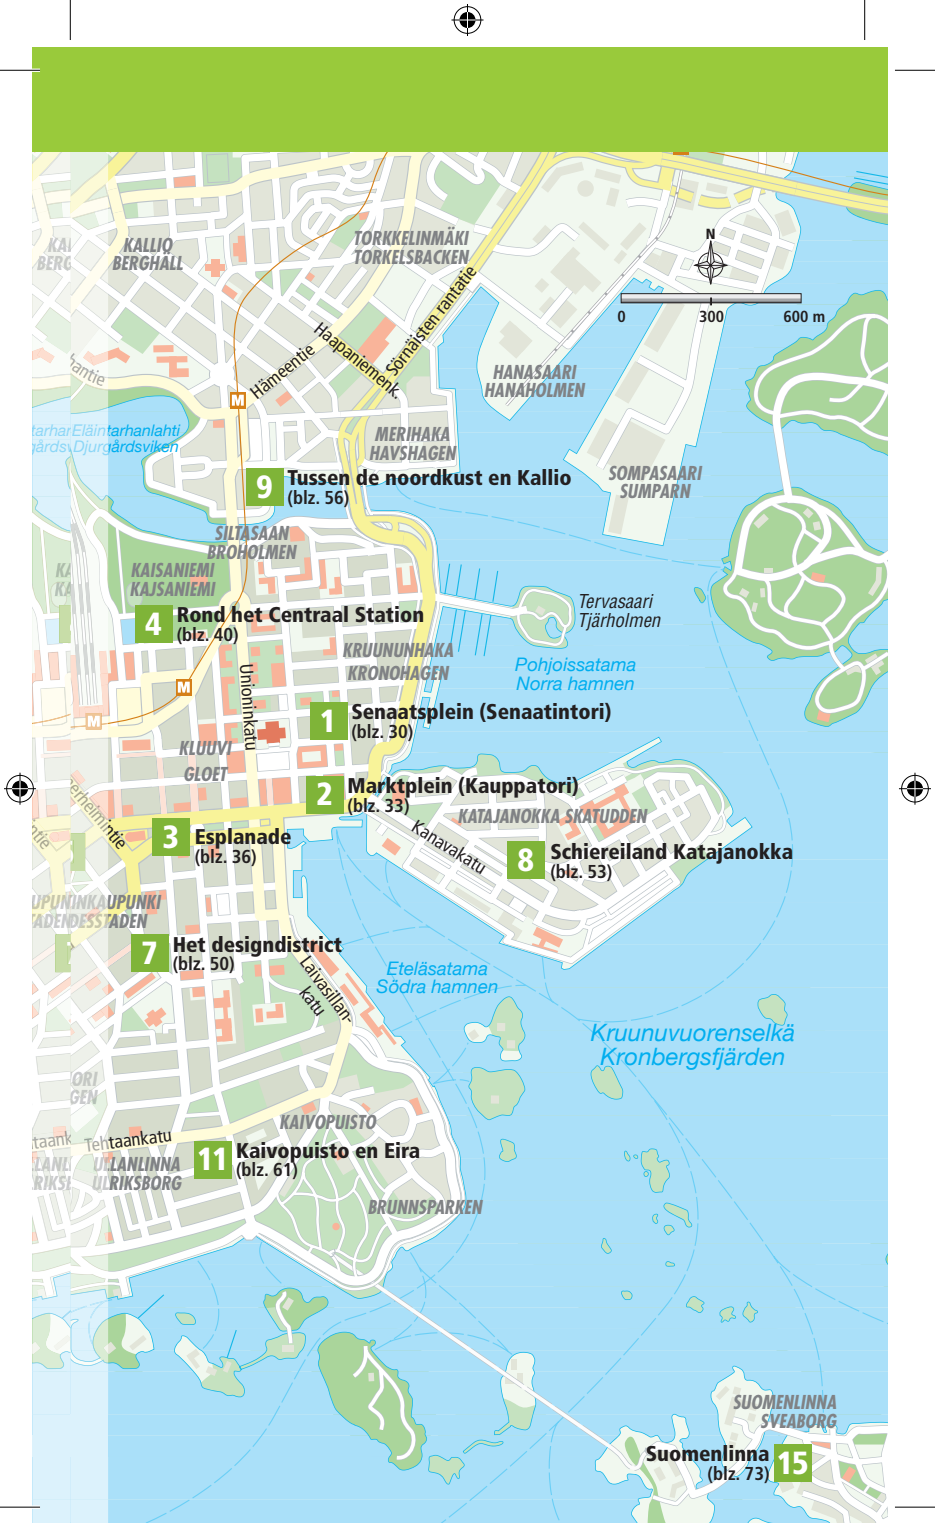 KALLIO
BERGHÄLL
TORKKELINMÄKI
TORKELSBACKEN
N
0 300 600 m
Sörnäisten rantatie
Haapaniemenk.
Hämeentie
HANASAARI
HANAHOLMEN
M
MERIHAKA
HAVSHAGEN
Eläintarhanlahti
Djurgårdsviken
SOMPASAARI
SUMPARN
9 Tussen de noordkust en Kallio
(blz. 56)
SILTASAAN
BROHOLMEN
KAISANIEMI
KAJSANIEMI
4 Rond het Centraal Station
(blz. 40)
Tervasaari
Tjärholmen
KRUUNUNHAKA
KRONOHAGEN
Pohjoissatama
Norra hamnen
Unioninkatu
M
M
1 Senaatsplein (Senaatintori)
(blz. 30)
KLUUVI
GLOET
2 Marktplein (Kauppatori)
(blz. 33)
KATAJANOKKA SKATUDDEN
Kanavakatu
3 Esplanade
(blz. 36)
8 Schiereiland Katajanokka
(blz. 53)
7 Het designdistrict
(blz. 50)
Laivasillan-
katu
Eteläsatama
Södra hamnen
Kruunuvuorenselkä
Kronbergsfjärden
KAIVOPUISTO
Tehtaankatu
11 Kaivopuisto en Eira
(blz. 61)
ULLANLINNA
ULRIKSBORG
BRUNNSPARKEN
SUOMENLINNA
SVEABORG
Suomenlinna 15
(blz. 73)